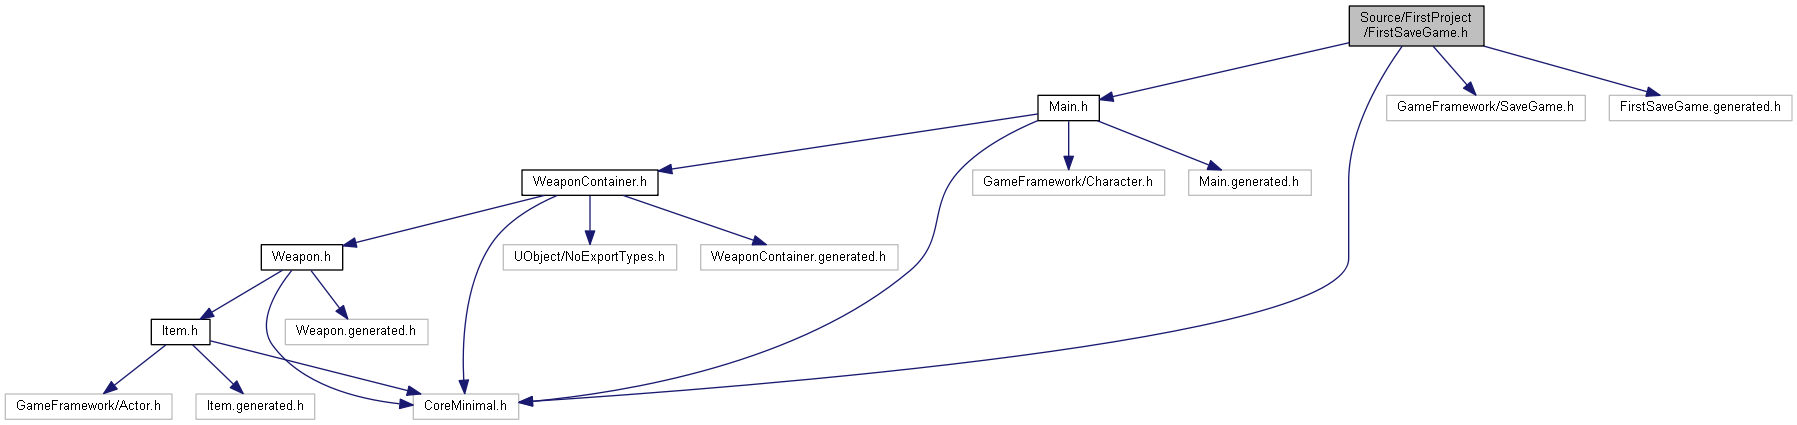 Source/FirstProject
/FirstSaveGame.h
Main.h
GameFramework/SaveGame.h
FirstSaveGame.generated.h
WeaponContainer.h
GameFramework/Character.h
Main.generated.h
Weapon.h
UObject/NoExportTypes.h
WeaponContainer.generated.h
Item.h
Weapon.generated.h
GameFramework/Actor.h
Item.generated.h
CoreMinimal.h